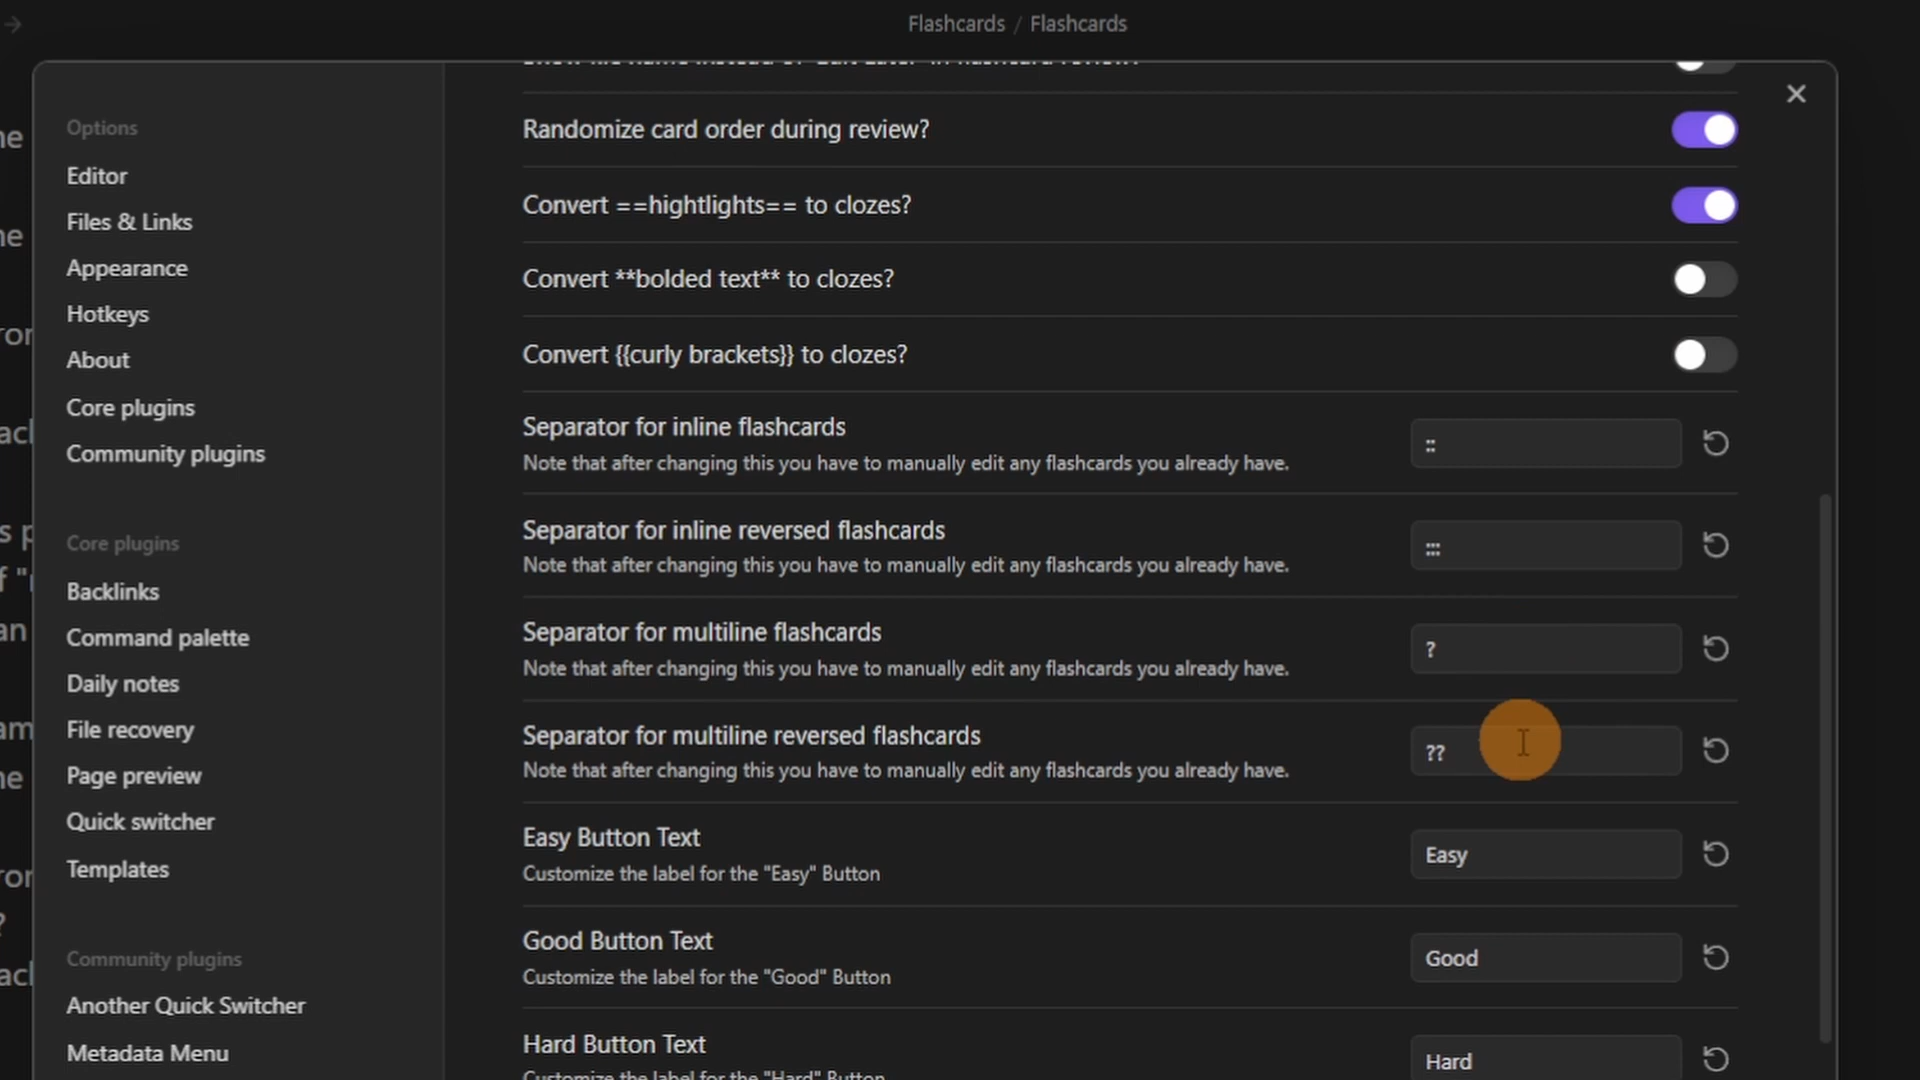 Flashcards / Flashcards
Options
Editor
Files & Links
Appearance
Hotkeys
About
Core plugins
Community plugins
Core plugins
Backlinks
Command palette
Daily notes
File recovery
Page preview
Quick switcher
Templates
Community plugins
Another Quick Switcher
Metadata Menu
Randomize card order during review?
Convert ==hightlights== to clozes?
Convert **bolded text** to clozes?
Convert {{curly brackets}} to clozes?
Separator for inline flashcards
Note that after changing this you have to manually edit any flashcards you already have.
::
Separator for inline reversed flashcards
Note that after changing this you have to manually edit any flashcards you already have.
:::
Separator for multiline flashcards
Note that after changing this you have to manually edit any flashcards you already have.
?
Separator for multiline reversed flashcards
Note that after changing this you have to manually edit any flashcards you already have.
??
Easy Button Text
Customize the label for the "Easy" Button
Easy
Good Button Text
Customize the label for the "Good" Button
Good
Hard Button Text
Customize the label for the "Hard" Button
Hard